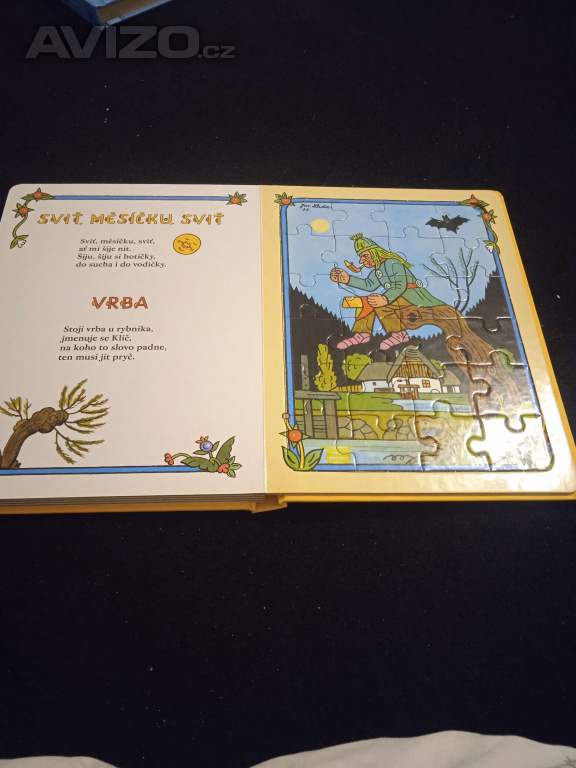 AVIZO.cz
SVIŤ, MĚSÍČKU, SVIŤ
Sviť, měsíčku, sviť,
ať mi šije nit.
Šiju, šiju si botičky,
do sucha i do vodičky.
VRBA
Stojí vrba u rybníka,
jmenuje se Klíč,
na koho to slovo padne,
ten musí jít pryč.